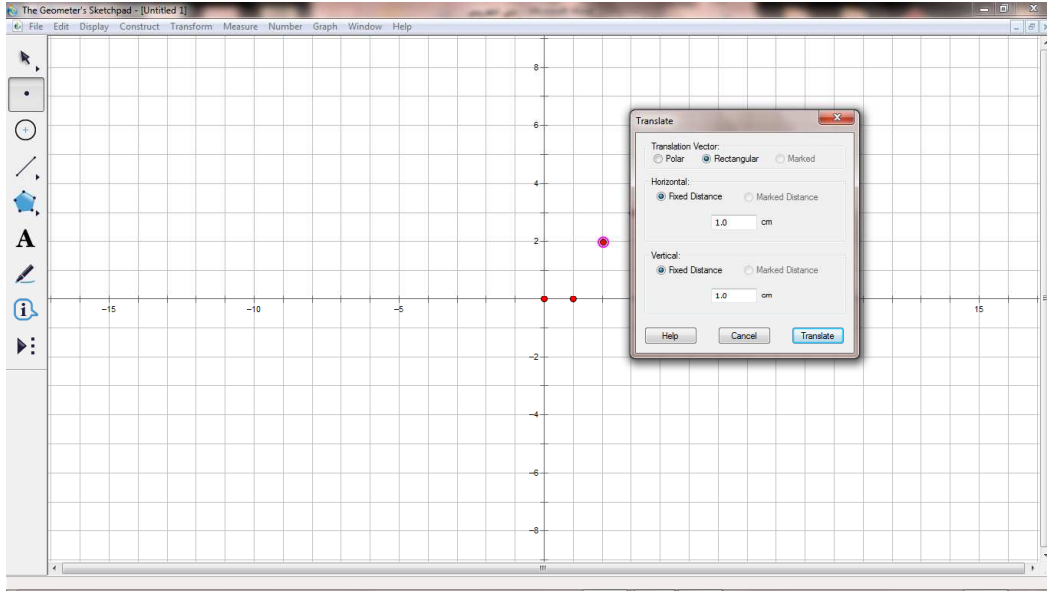 The Geometer's Sketchpad - [Untitled 1]
File Edit Display Construct Transform Measure Number Graph Window Help
A
i
8
6
4
2
-15 -10 -5 15
-2
-4
-6
-8
Translate
Translation Vector:
Polar Rectangular Marked
Horizontal:
Fixed Distance Marked Distance
1.0 cm
Vertical:
Fixed Distance Marked Distance
1.0 cm
Help Cancel Translate